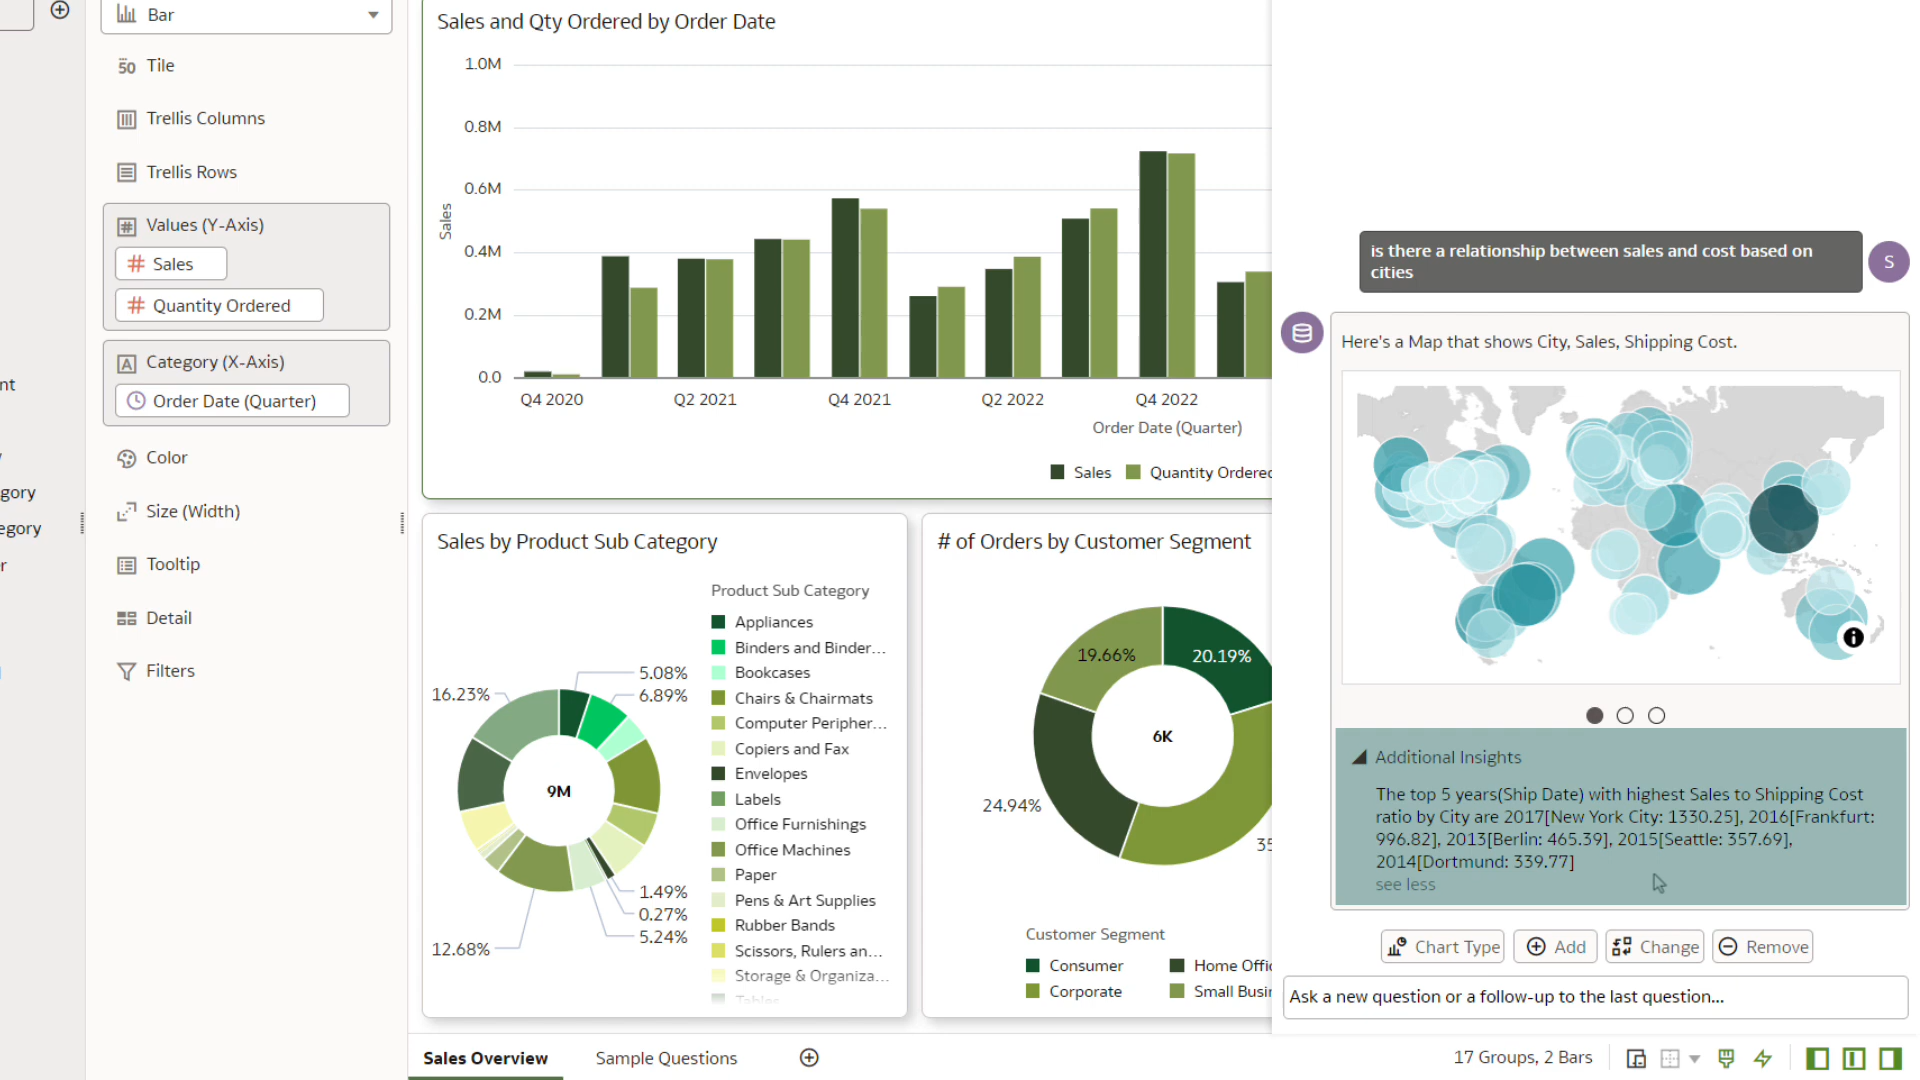 Bar
Tile
Trellis Columns
Trellis Rows
Values (Y-Axis)
# Sales
# Quantity Ordered
Category (X-Axis)
Order Date (Quarter)
Color
Size (Width)
Tooltip
Detail
Filters
nt
gory
egory
r
Sales and Qty Ordered by Order Date
1.0M
0.8M
0.6M
0.4M
0.2M
0.0
Sales
Q4 2020
Q2 2021
Q4 2021
Q2 2022
Q4 2022
Order Date (Quarter)
Sales
Quantity Ordered
Sales by Product Sub Category
Product Sub Category
Appliances
Binders and Binder...
Bookcases
Chairs & Chairmats
Computer Peripher...
Copiers and Fax
Envelopes
Labels
Office Furnishings
Office Machines
Paper
Pens & Art Supplies
Rubber Bands
Scissors, Rulers an...
Storage & Organiza...
Tables
16.23%
5.08%
6.89%
9M
1.49%
0.27%
5.24%
12.68%
# of Orders by Customer Segment
19.66%
20.19%
6K
24.94%
35
Customer Segment
Consumer
Home Offic
Corporate
Small Busin
is there a relationship between sales and cost based on
cities
S
Here's a Map that shows City, Sales, Shipping Cost.
Additional Insights
The top 5 years(Ship Date) with highest Sales to Shipping Cost
ratio by City are 2017[New York City: 1330.25], 2016[Frankfurt:
996.82], 2013[Berlin: 465.39], 2015[Seattle: 357.69],
2014[Dortmund: 339.77]
see less
Chart Type
Add
Change
Remove
Ask a new question or a follow-up to the last question...
Sales Overview
Sample Questions
17 Groups, 2 Bars